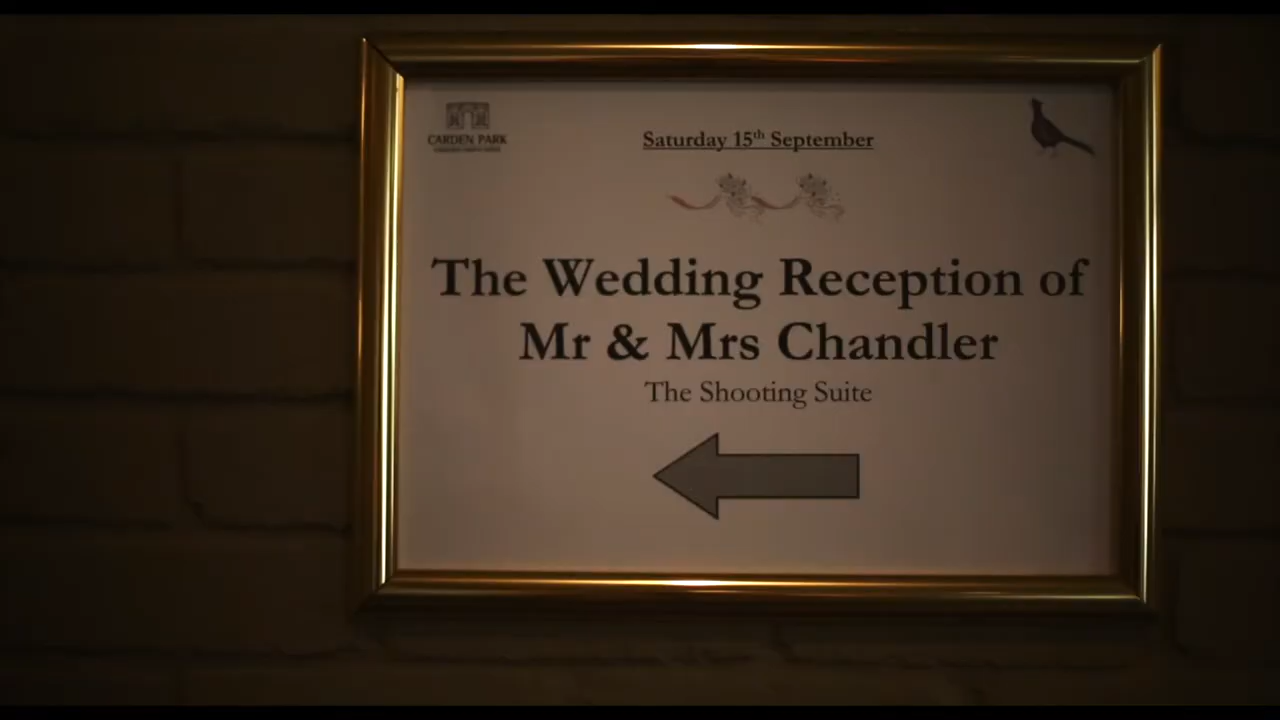 CARDEN PARK
Saturday 15th September
The Wedding Reception of
Mr & Mrs Chandler
The Shooting Suite